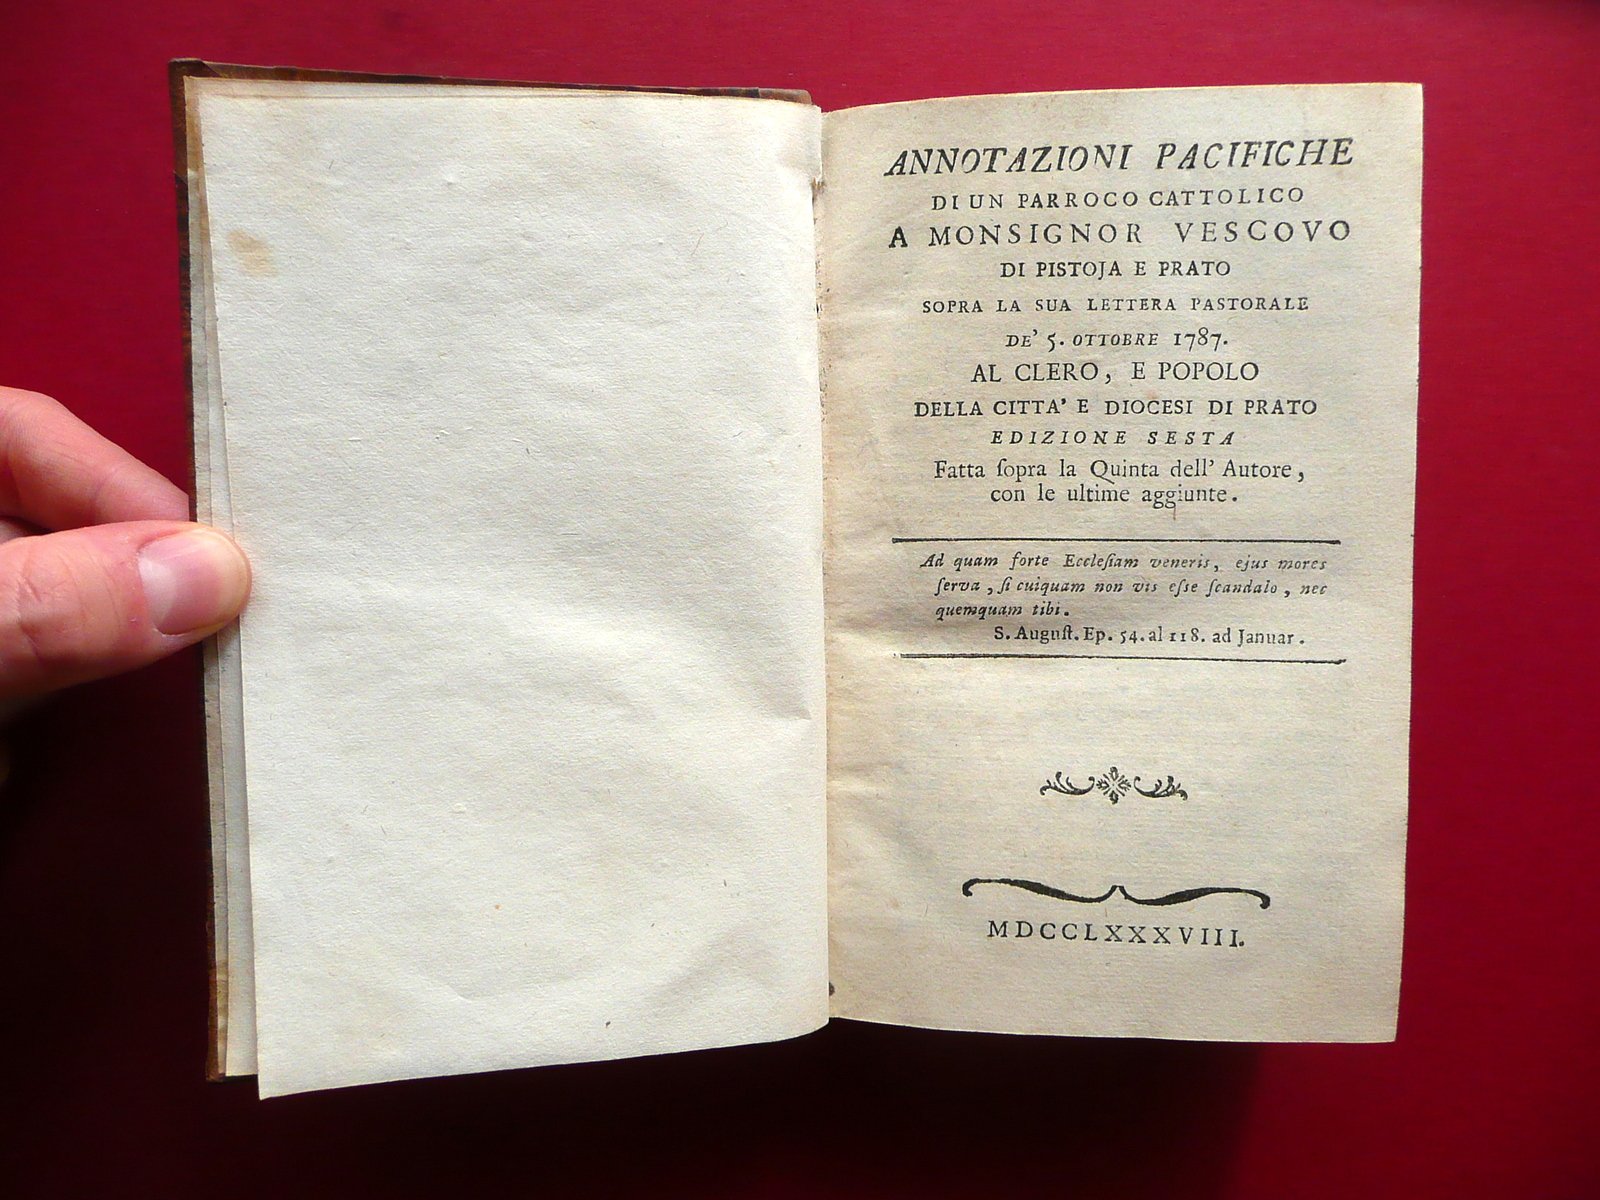 ANNOTAZIONI PACIFICHE
DI UN PARROCO CATTOLICO
A MONSIGNOR VESCOVO
DI PISTOJA E PRATO
SOPRA LA SUA LETTERA PASTORALE
DE' 5. OTTOBRE 1787.
AL CLERO, E POPOLO
DELLA CITTA' E DIOCESI DI PRATO
EDIZIONE SESTA
Fatta ſopra la Quinta dell' Autore,
con le ultime aggiunte.
Ad quam forte Eccleſiam veneris, ejus mores
ſerva, ſi cuiquam non vis eſſe ſcandalo, nec
quemquam tibi.
S. Auguſt. Ep. 54. al 118. ad Januar.
MDCCLXXXVIII.